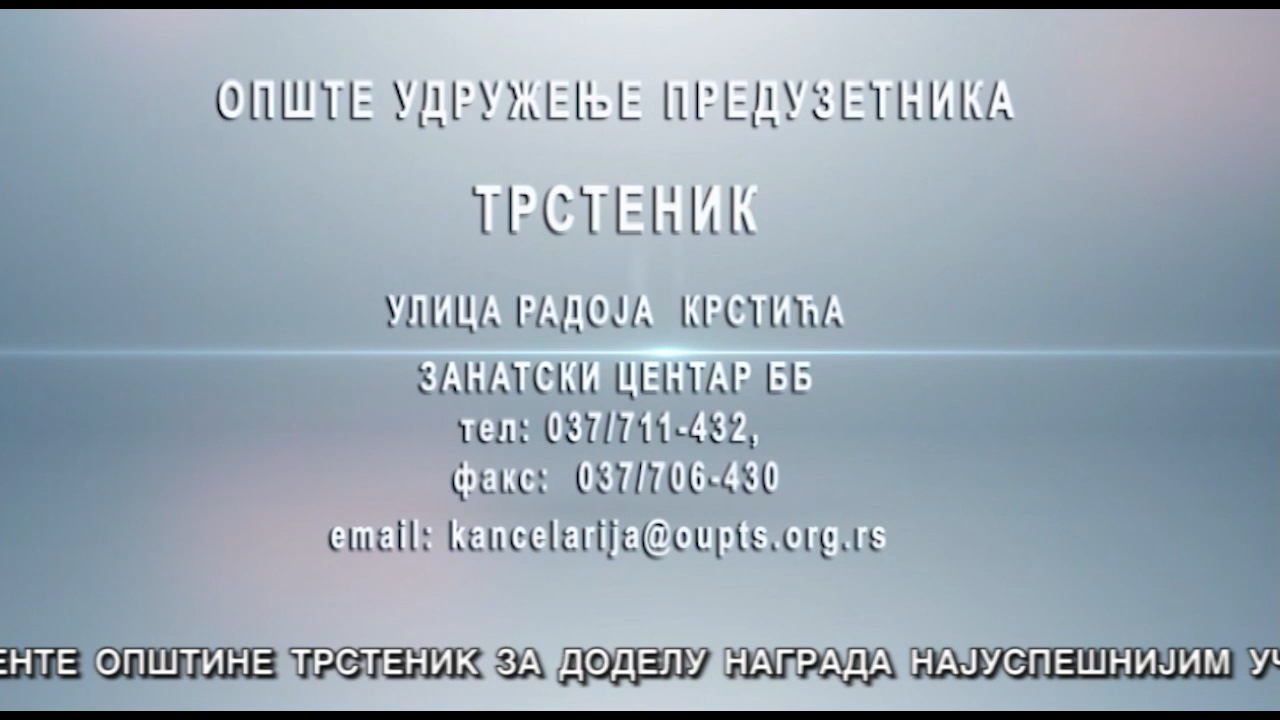 ОПШТЕ УДРУЖЕЊЕ ПРЕДУЗЕТНИКА
ТРСТЕНИК
УЛИЦА РАДОЈА КРСТИЋА
ЗАНАТСКИ ЦЕНТАР ББ
тел: 037/711-432,
факс: 037/706-430
email: kancelarija@oupts.org.rs
ОПШТИНЕ ТРСТЕНИК ЗА ДОДЕЛУ НАГРАДА НАЈУСПЕШНИЈИМ